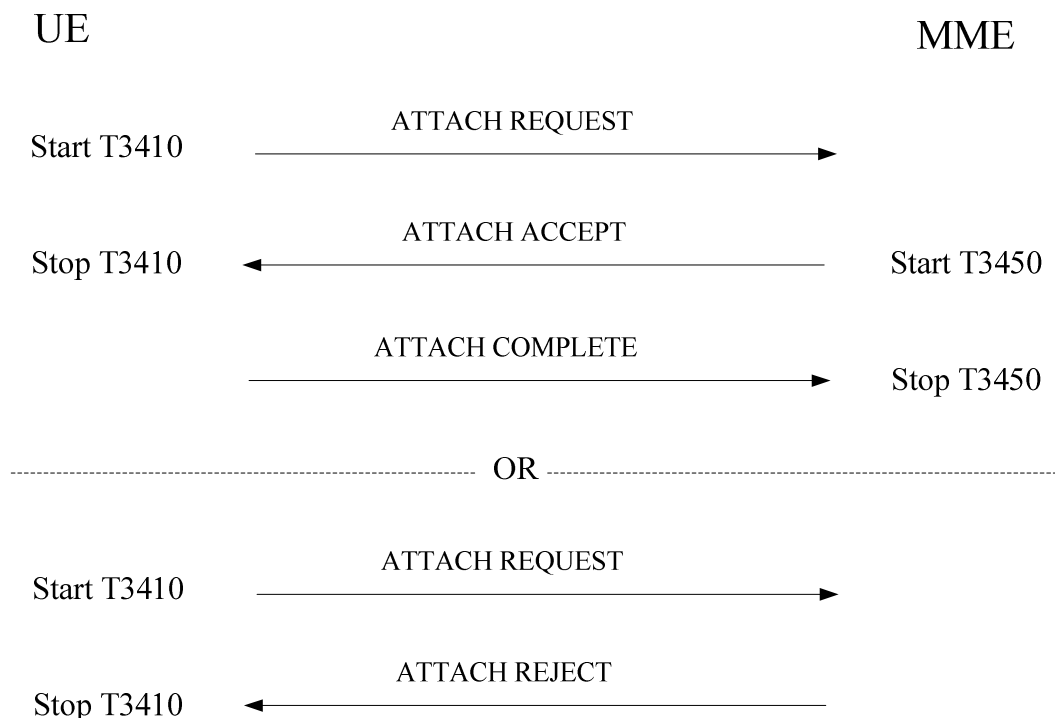 UE
MME
ATTACH REQUEST
Start T3410
ATTACH ACCEPT
Stop T3410
Start T3450
ATTACH COMPLETE
Stop T3450
OR
ATTACH REQUEST
Start T3410
ATTACH REJECT
Stop T3410